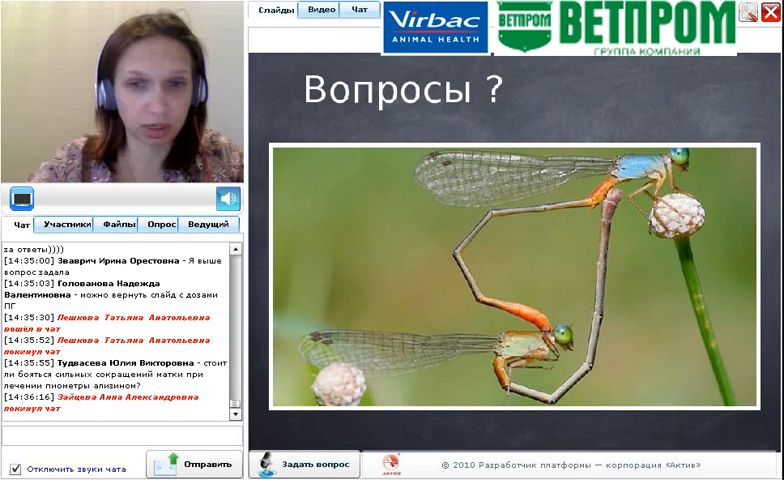 Слайды
Видео
Чат
Virbac
ANIMAL HEALTH
ВЕТПРОМ
ВЕТПРОМ
ГРУППА КОМПАНИЙ
Вопросы ?
Чат
Участники
Файлы
Опрос
Ведущий
за ответы))))
[14:35:00] Зваврич Ирина Орестовна - Я выше
вопрос задала
[14:35:03] Голованова Надежда
Валентиновна - можно вернуть слайд с дозами
ПГ
[14:35:30] Пешкова Татьяна Анатольевна
вошёл в чат
[14:35:52] Пешкова Татьяна Анатольевна
покинул чат
[14:35:55] Тудвасева Юлия Викторовна - стоит
ли бояться сильных сокращений матки при
лечении пиометры ализином?
[14:36:16] Зайцева Анна Александровна
покинул чат
Отключить звуки чата
Отправить
Задать вопрос
АКТИВ
© 2010 Разработчик платформы — корпорация «Актив»